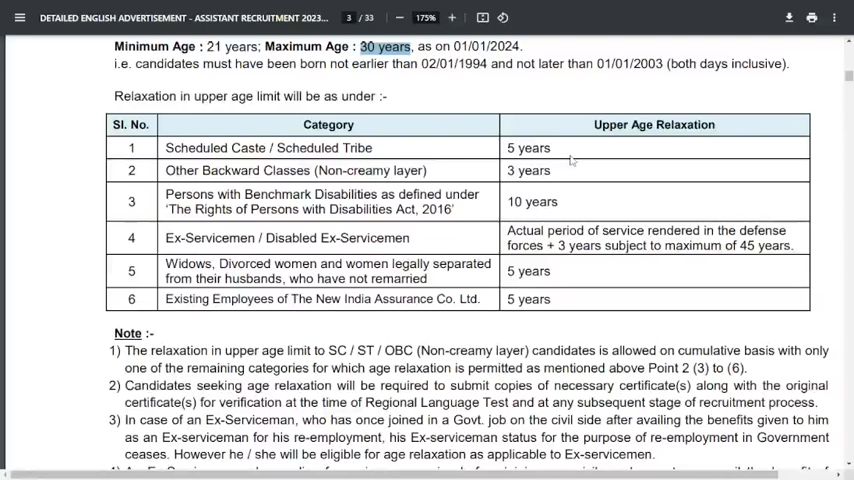 DETAILED ENGLISH ADVERTISEMENT - ASSISTANT RECRUITMENT 2023... 3 / 33 175%
Minimum Age : 21 years; Maximum Age : 30 years, as on 01/01/2024.
i.e. candidates must have been born not earlier than 02/01/1994 and not later than 01/01/2003 (both days inclusive).
Relaxation in upper age limit will be as under :-
Sl. No. Category Upper Age Relaxation
1 Scheduled Caste / Scheduled Tribe 5 years
2 Other Backward Classes (Non-creamy layer) 3 years
3 Persons with Benchmark Disabilities as defined under
'The Rights of Persons with Disabilities Act, 2016' 10 years
4 Ex-Servicemen / Disabled Ex-Servicemen Actual period of service rendered in the defense
forces + 3 years subject to maximum of 45 years.
5 Widows, Divorced women and women legally separated
from their husbands, who have not remarried 5 years
6 Existing Employees of The New India Assurance Co. Ltd. 5 years
Note :-
1) The relaxation in upper age limit to SC / ST / OBC (Non-creamy layer) candidates is allowed on cumulative basis with only
one of the remaining categories for which age relaxation is permitted as mentioned above Point 2 (3) to (6).
2) Candidates seeking age relaxation will be required to submit copies of necessary certificate(s) along with the original
certificate(s) for verification at the time of Regional Language Test and at any subsequent stage of recruitment process.
3) In case of an Ex-Serviceman, who has once joined in a Govt. job on the civil side after availing the benefits given to him
as an Ex-serviceman for his re-employment, his Ex-serviceman status for the purpose of re-employment in Government
ceases. However he / she will be eligible for age relaxation as applicable to Ex-servicemen.